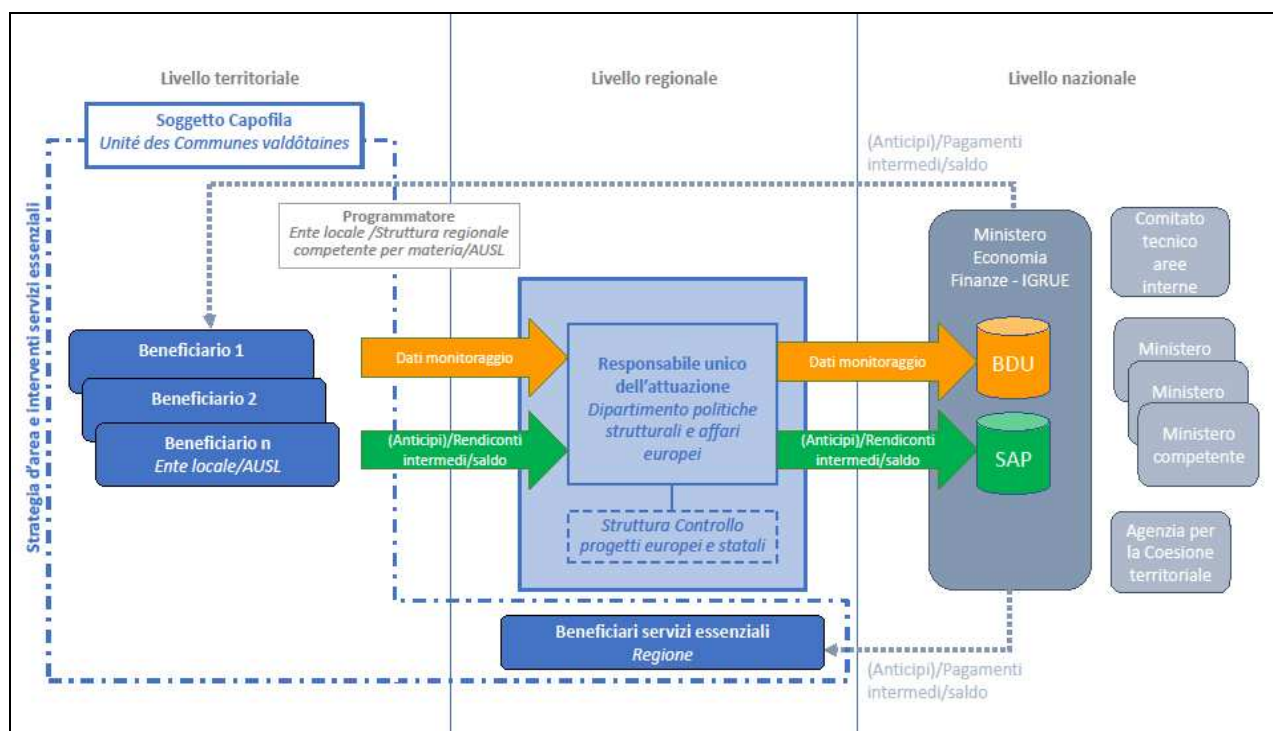 Livello territoriale
Livello regionale
Livello nazionale
Soggetto Capofila
Unité des Communes valdôtaines
(Anticipi)/Pagamenti
intermedi/saldo
Programmatore
Ente locale /Struttura regionale
competente per materia/AUSL
Strategia d'area e interventi servizi essenziali
Ministero
Economia
Finanze - IGRUE
Comitato
tecnico
aree
interne
Beneficiario 1
Beneficiario 2
Beneficiario n
Ente locale/AUSL
Dati monitoraggio
(Anticipi)/Rendiconti
intermedi/saldo
Responsabile unico
dell'attuazione
Dipartimento politiche
strutturali e affari
europei
Struttura Controllo
progetti europei e statali
Dati monitoraggio
(Anticipi)/Rendiconti
intermedi/saldo
BDU
SAP
Ministero
Ministero
Ministero
competente
Agenzia per
la Coesione
territoriale
Beneficiari servizi essenziali
Regione
(Anticipi)/Pagamenti
intermedi/saldo